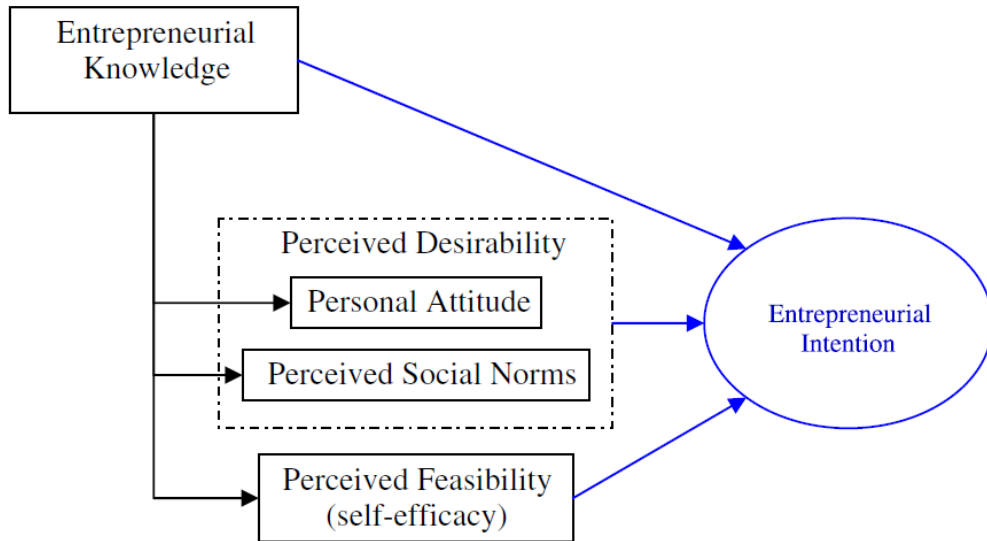 Entrepreneurial
Knowledge
Perceived Desirability
Personal Attitude
Perceived Social Norms
Perceived Feasibility
(self-efficacy)
Entrepreneurial
Intention